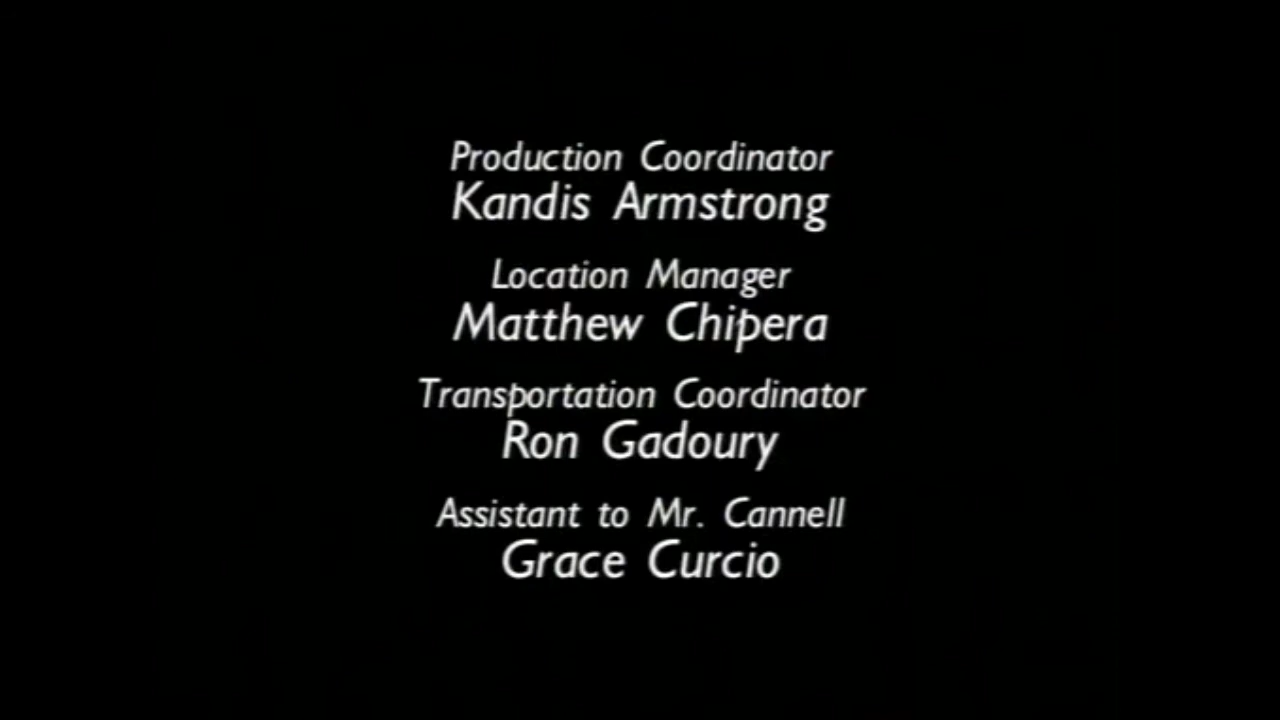 Production Coordinator
Kandis Armstrong
Location Manager
Matthew Chipera
Transportation Coordinator
Ron Gadoury
Assistant to Mr. Cannell
Grace Curcio